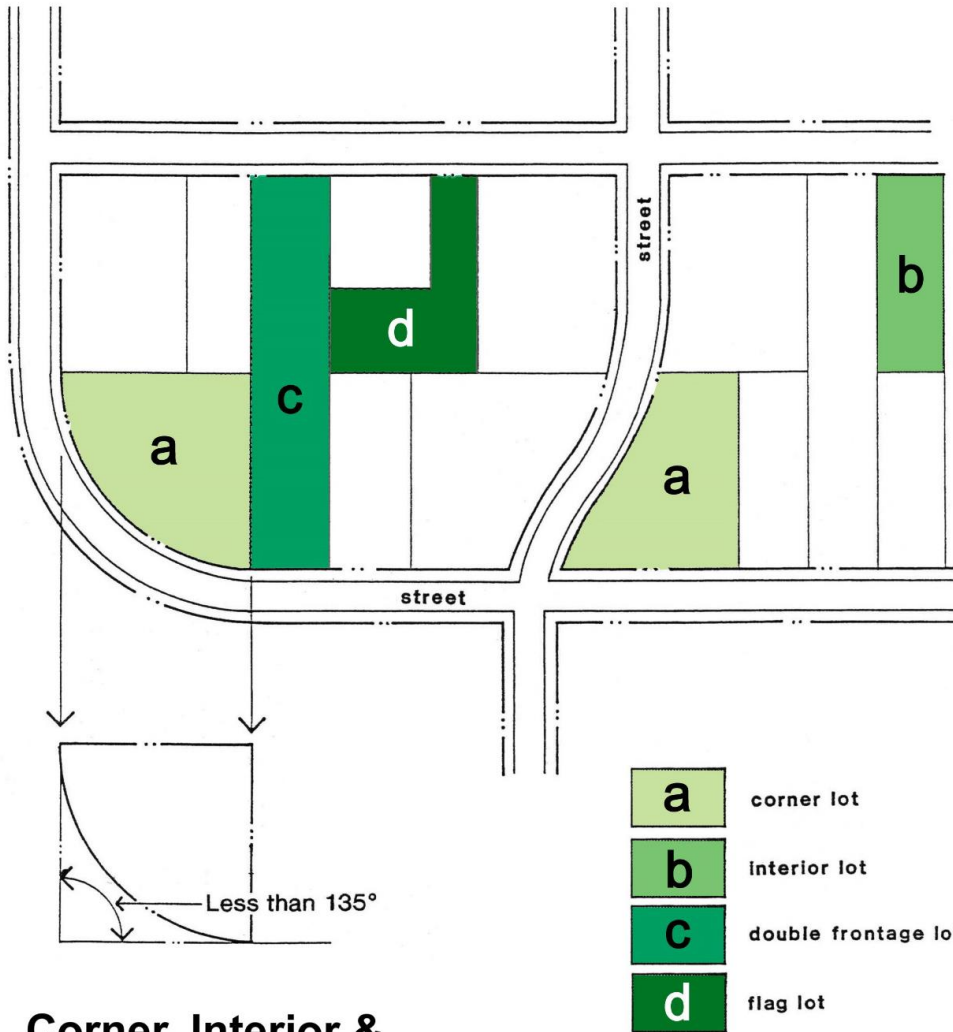 street
b
d
c
a
a
street
Less than 135°
a corner lot
b interior lot
c double frontage lo
d flag lot
Corner, Interior &